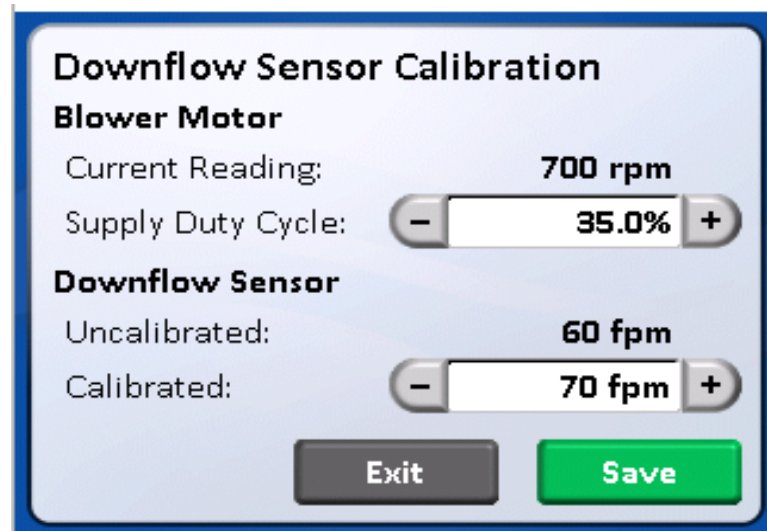 Downflow Sensor Calibration
Blower Motor
Current Reading: 700 rpm
Supply Duty Cycle: − 35.0% +
Downflow Sensor
Uncalibrated: 60 fpm
Calibrated: − 70 fpm +
Exit Save